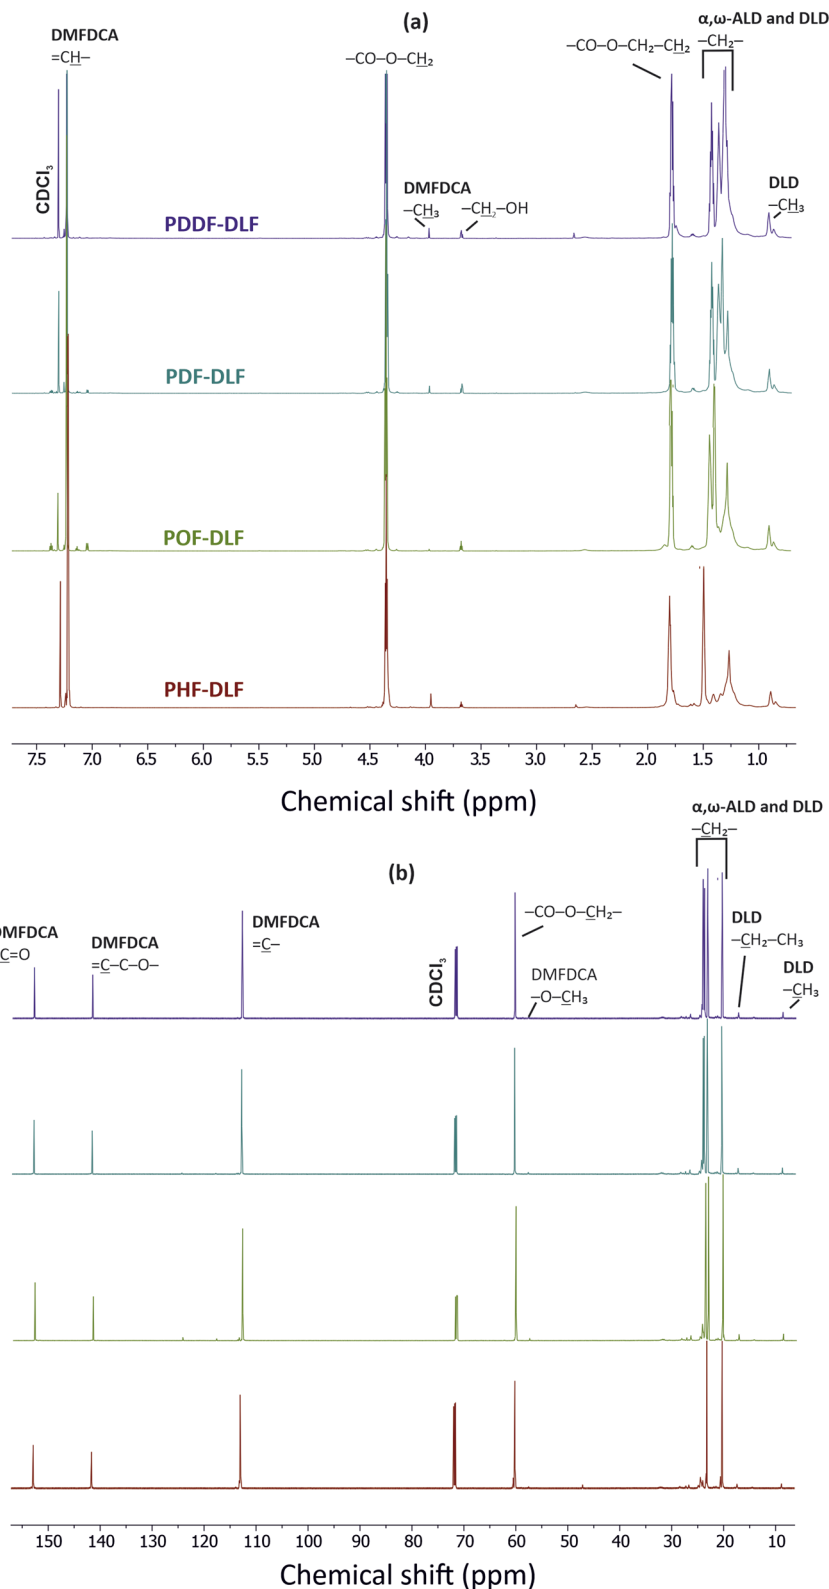 (a)
α,ω-ALD and DLD
–CH₂–
DMFDCA
=CH–
–CO–O–CH₂
–CO–O–CH₂–CH₂
CDCl₃
DMFDCA
–CH₃
–CH₂–OH
DLD
–CH₃
PDDF-DLF
PDF-DLF
POF-DLF
PHF-DLF
7.5 7.0 6.5 6.0 5.5 5.0 4.5 4.0 3.5 3.0 2.5 2.0 1.5 1.0
Chemical shift (ppm)
α,ω-ALD and DLD
–CH₂–
(b)
DMFDCA
C=O
DMFDCA
=C–C–O–
DMFDCA
=C–
CDCl₃
–CO–O–CH₂–
DMFDCA
–O–CH₃
DLD
–CH₂–CH₃
DLD
–CH₃
150 140 130 120 110 100 90 80 70 60 50 40 30 20 10
Chemical shift (ppm)